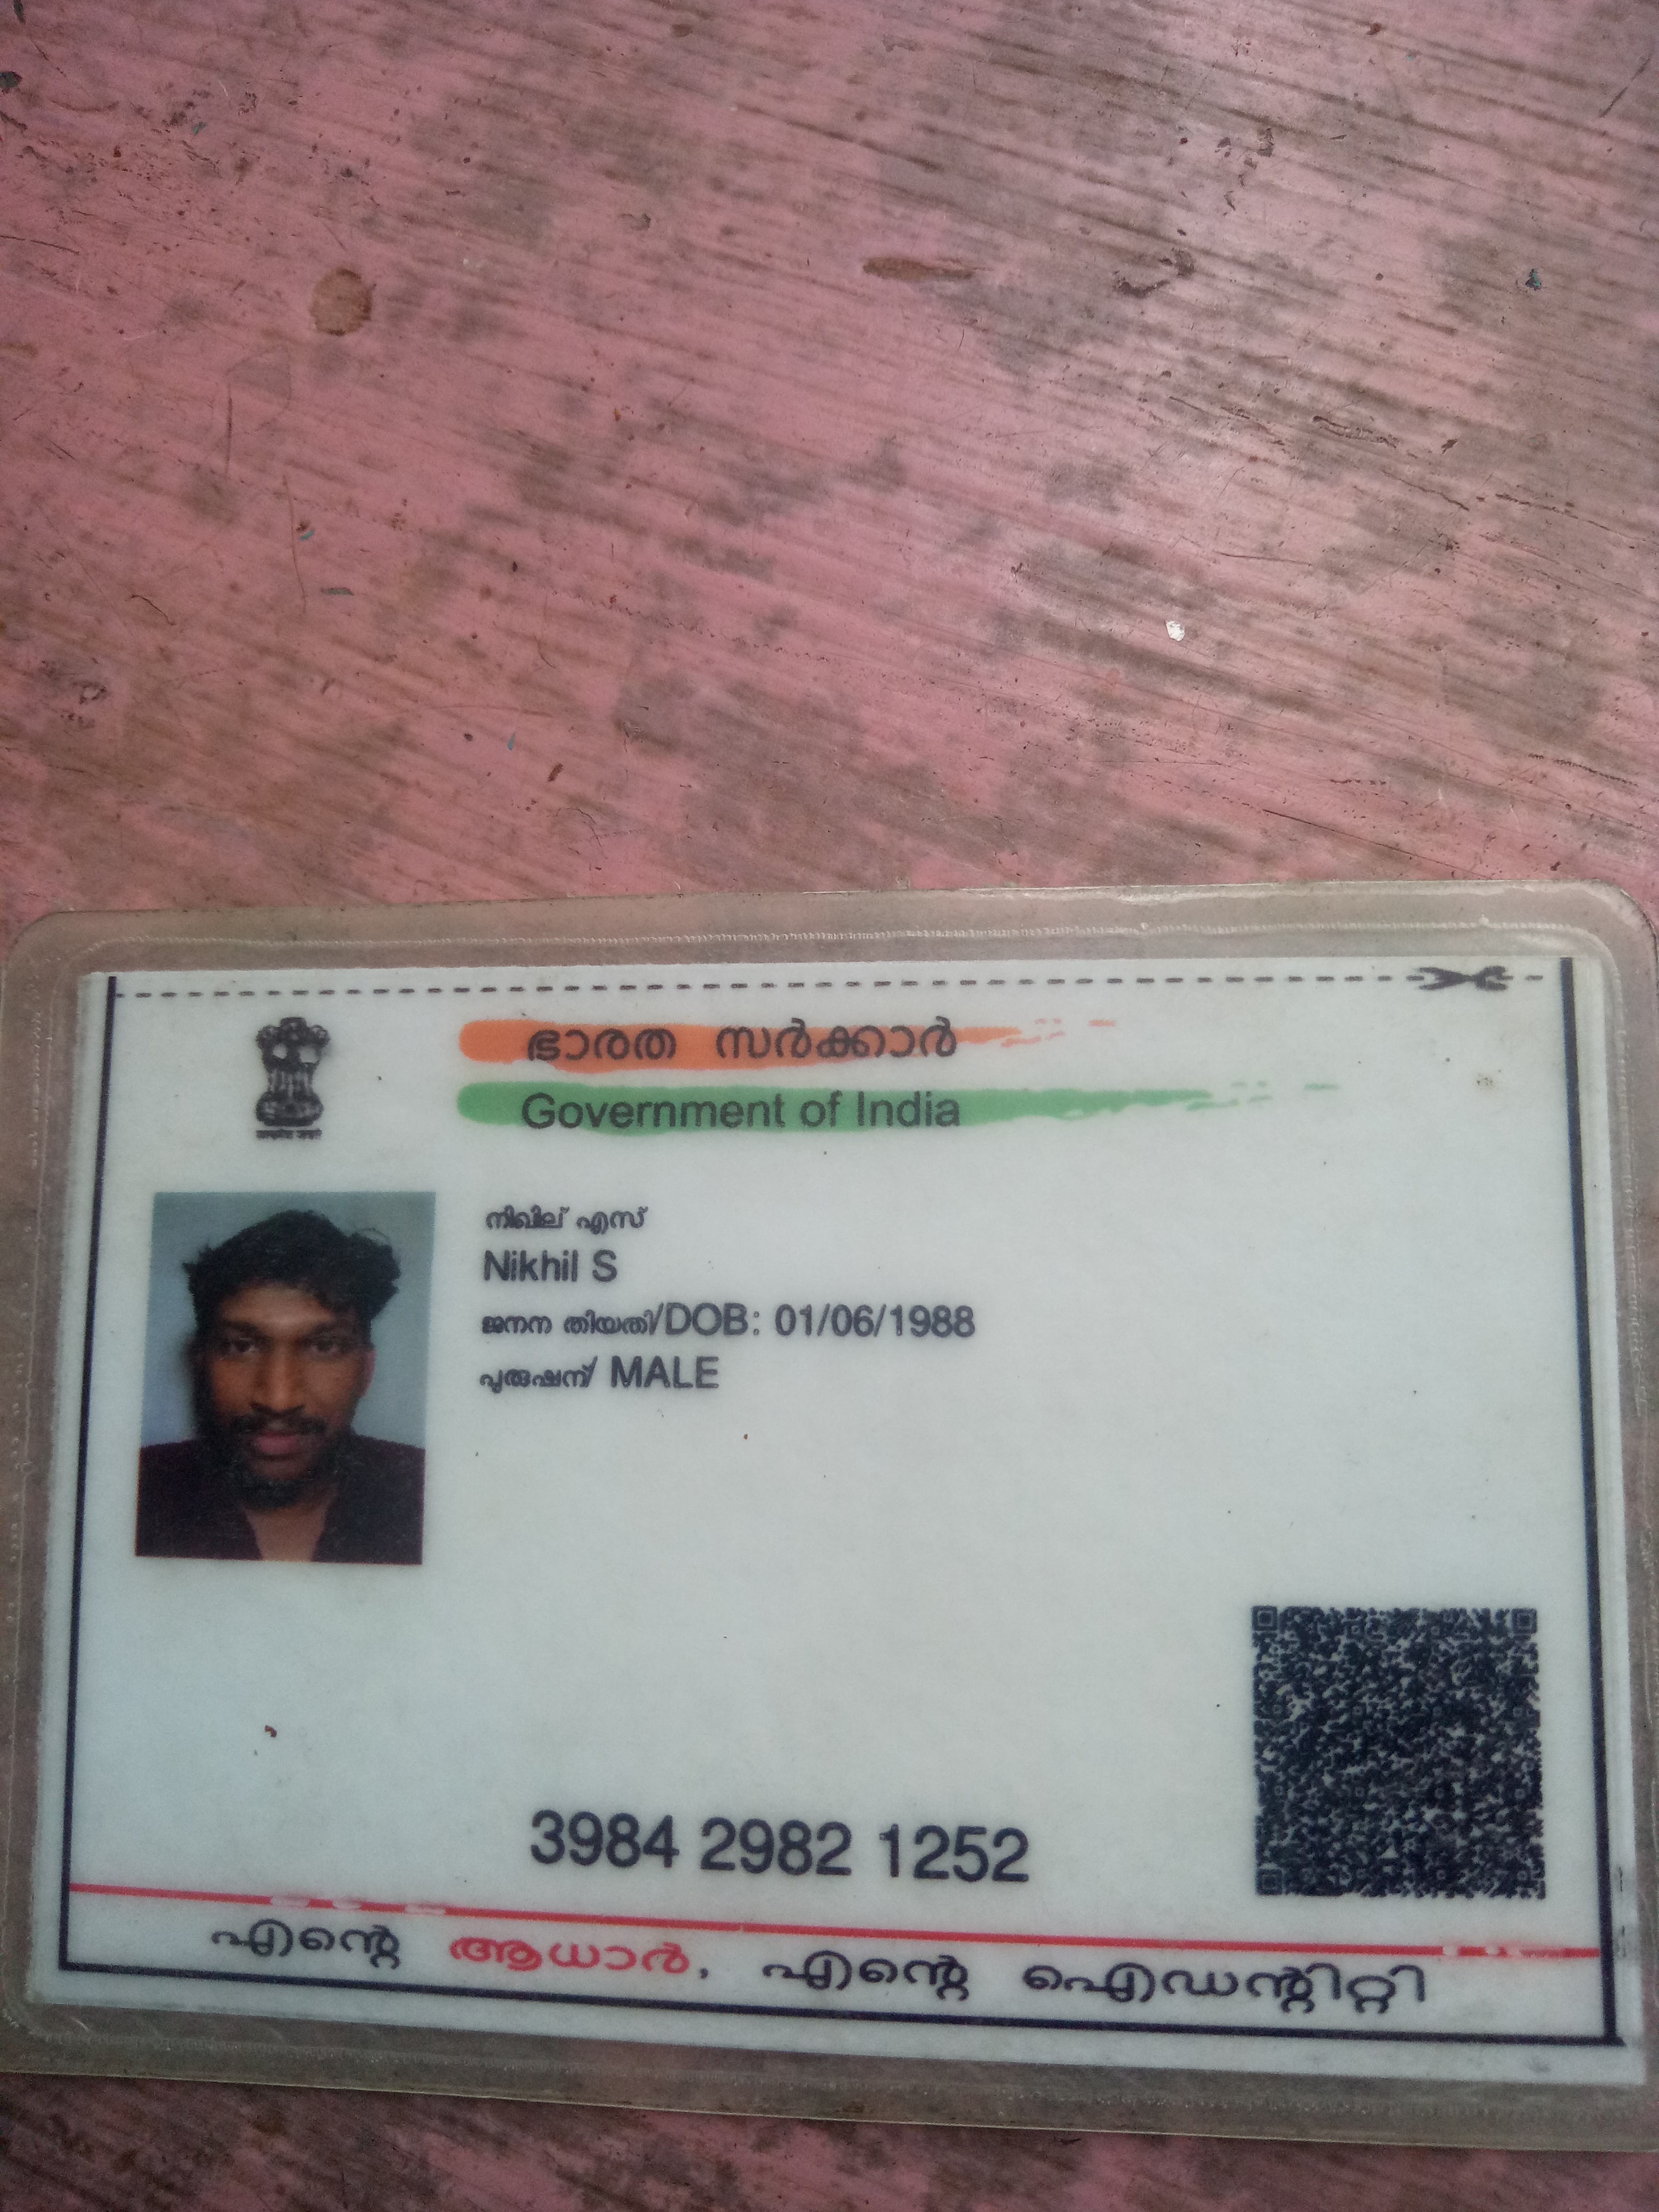 ഭാരത സർക്കാർ
Government of India
നിഖില് എസ്
Nikhil S
ജനന തിയതി/DOB: 01/06/1988
പുരുഷന്/ MALE
3984 2982 1252
എന്റെ ആധാർ, എന്റെ ഐഡന്റിറ്റി